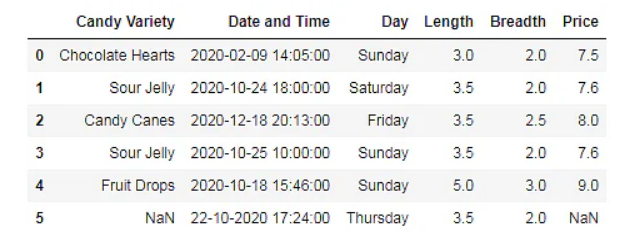 Candy Variety Date and Time Day Length Breadth Price
0 Chocolate Hearts 2020-02-09 14:05:00 Sunday 3.0 2.0 7.5
1 Sour Jelly 2020-10-24 18:00:00 Saturday 3.5 2.0 7.6
2 Candy Canes 2020-12-18 20:13:00 Friday 3.5 2.5 8.0
3 Sour Jelly 2020-10-25 10:00:00 Sunday 3.5 2.0 7.6
4 Fruit Drops 2020-10-18 15:46:00 Sunday 5.0 3.0 9.0
5 NaN 22-10-2020 17:24:00 Thursday 3.5 2.0 NaN